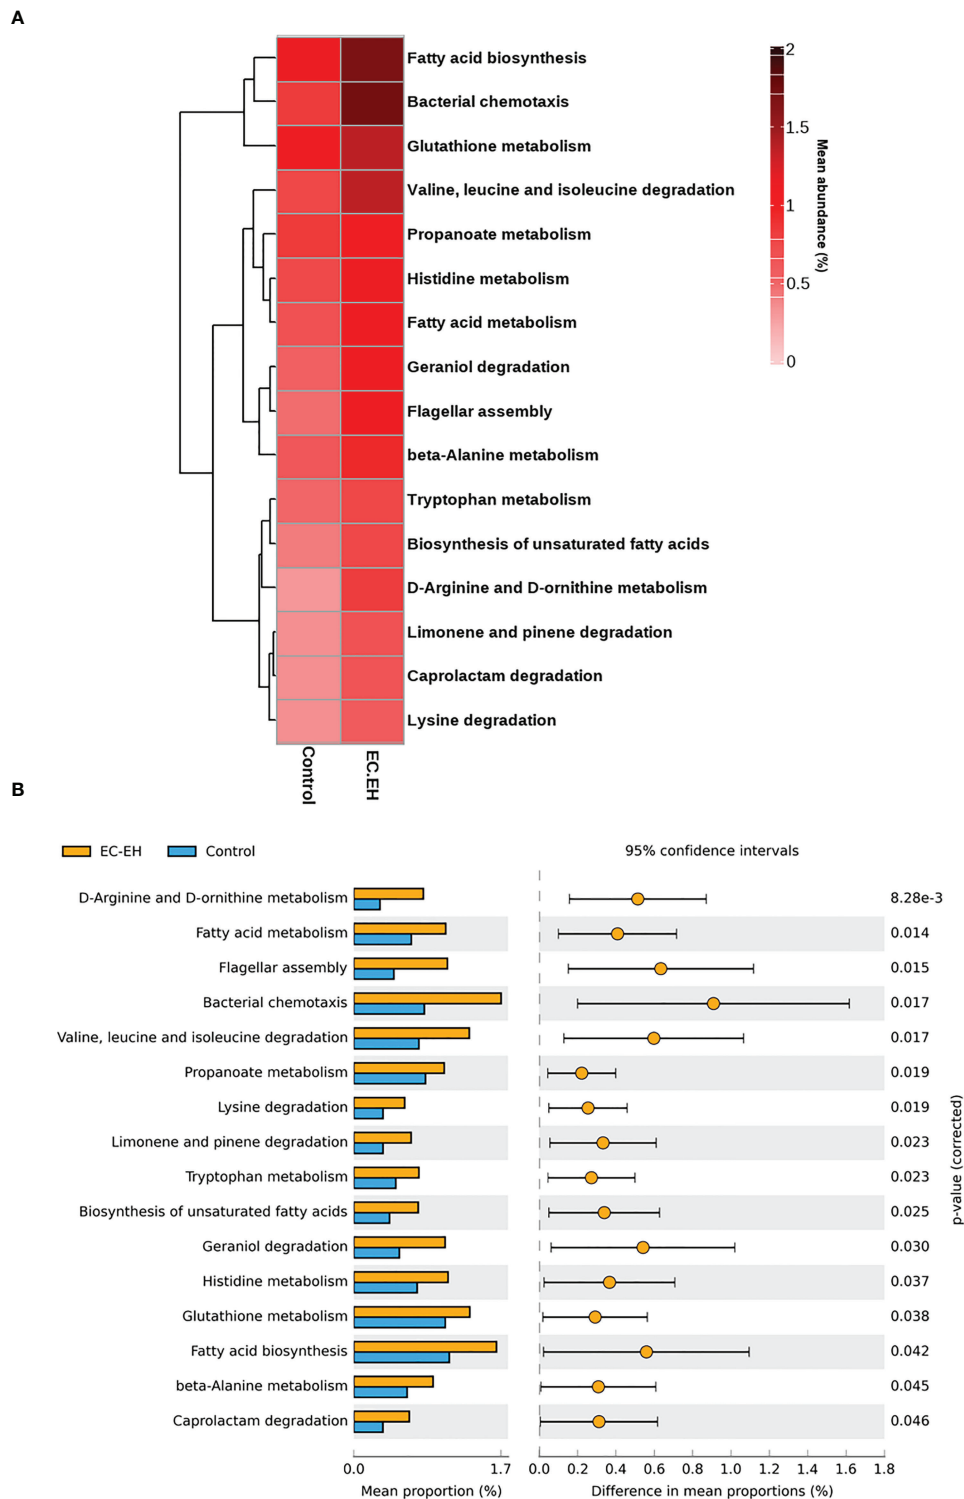 A
Fatty acid biosynthesis
Bacterial chemotaxis
Glutathione metabolism
Valine, leucine and isoleucine degradation
Propanoate metabolism
Histidine metabolism
Fatty acid metabolism
Geraniol degradation
Flagellar assembly
beta-Alanine metabolism
Tryptophan metabolism
Biosynthesis of unsaturated fatty acids
D-Arginine and D-ornithine metabolism
Limonene and pinene degradation
Caprolactam degradation
Lysine degradation
Control
EC.EH
2
1.5
1
0.5
0
Mean abundance (%)
B
EC-EH Control
95% confidence intervals
D-Arginine and D-ornithine metabolism 8.28e-3
Fatty acid metabolism 0.014
Flagellar assembly 0.015
Bacterial chemotaxis 0.017
Valine, leucine and isoleucine degradation 0.017
Propanoate metabolism 0.019
Lysine degradation 0.019
Limonene and pinene degradation 0.023
Tryptophan metabolism 0.023
Biosynthesis of unsaturated fatty acids 0.025
Geraniol degradation 0.030
Histidine metabolism 0.037
Glutathione metabolism 0.038
Fatty acid biosynthesis 0.042
beta-Alanine metabolism 0.045
Caprolactam degradation 0.046
p-value (corrected)
0.0 1.7 0.0 0.2 0.4 0.6 0.8 1.0 1.2 1.4 1.6 1.8
Mean proportion (%) Difference in mean proportions (%)